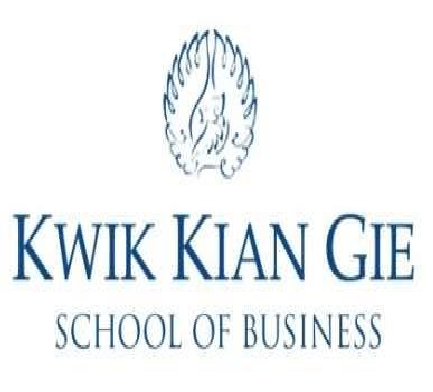 KWIK KIAN GIE
SCHOOL OF BUSINESS